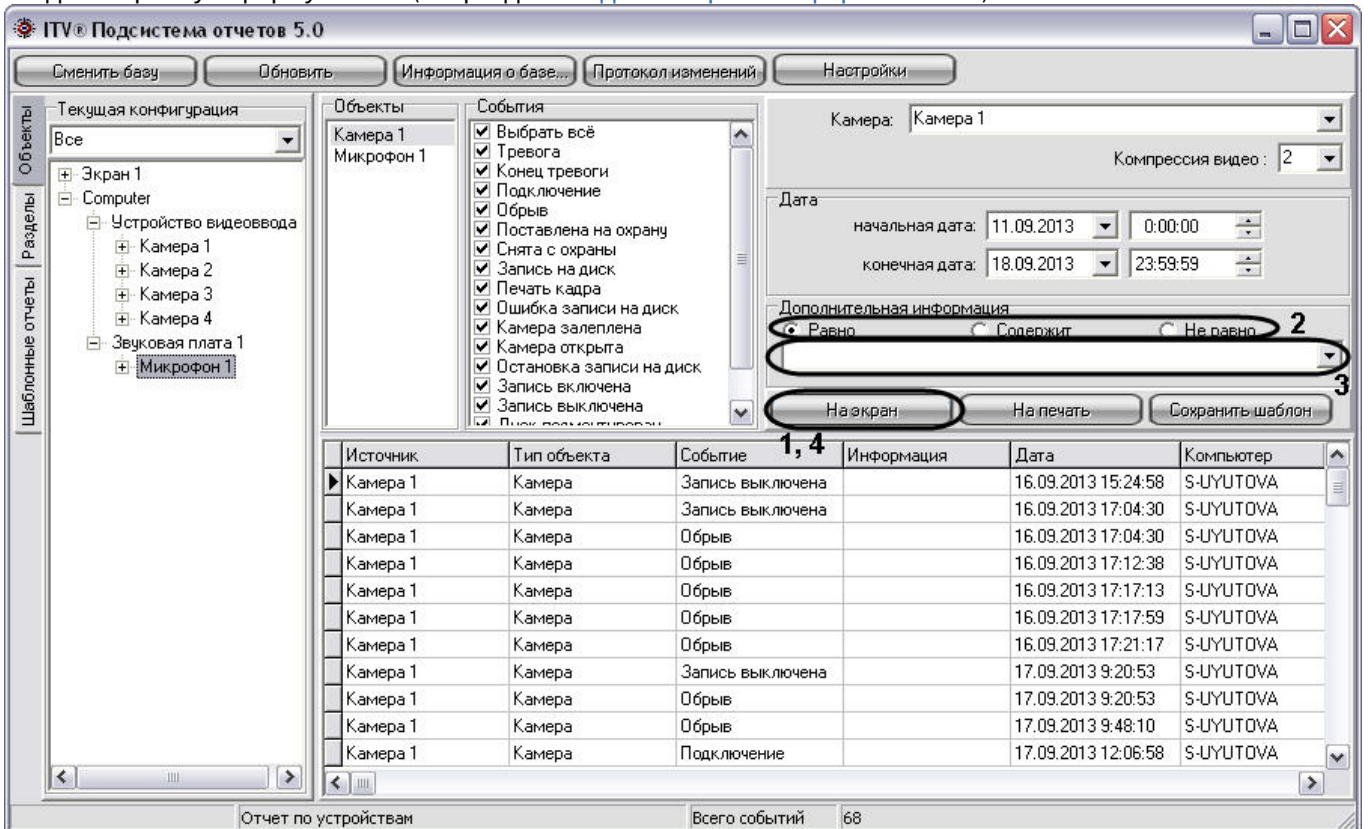 ITV® Подсистема отчетов 5.0
Сменить базу Обновить Информация о базе... Протокол изменений Настройки
Объекты
Разделы
Шаблонные отчеты
Текущая конфигурация
Все
Экран 1
Computer
Устройство видеоввода
Камера 1
Камера 2
Камера 3
Камера 4
Звуковая плата 1
Микрофон 1
Объекты
Камера 1
Микрофон 1
События
Выбрать всё
Тревога
Конец тревоги
Подключение
Обрыв
Поставлена на охрану
Снята с охраны
Запись на диск
Печать кадра
Ошибка записи на диск
Камера залеплена
Камера открыта
Остановка записи на диск
Запись включена
Запись выключена
Камера: Камера 1
Компрессия видео : 2
Дата
начальная дата: 11.09.2013 0:00:00
конечная дата: 18.09.2013 23:59:59
Дополнительная информация
Равно Содержит Не равно 2
3
На экран На печать Сохранить шаблон
1, 4
Источник Тип объекта Событие Информация Дата Компьютер
Камера 1 Камера Запись выключена 16.09.2013 15:24:58 S-UYUTOVA
Камера 1 Камера Запись выключена 16.09.2013 17:04:30 S-UYUTOVA
Камера 1 Камера Обрыв 16.09.2013 17:04:30 S-UYUTOVA
Камера 1 Камера Обрыв 16.09.2013 17:12:38 S-UYUTOVA
Камера 1 Камера Обрыв 16.09.2013 17:17:13 S-UYUTOVA
Камера 1 Камера Обрыв 16.09.2013 17:17:59 S-UYUTOVA
Камера 1 Камера Обрыв 16.09.2013 17:21:17 S-UYUTOVA
Камера 1 Камера Запись выключена 17.09.2013 9:20:53 S-UYUTOVA
Камера 1 Камера Обрыв 17.09.2013 9:20:53 S-UYUTOVA
Камера 1 Камера Обрыв 17.09.2013 9:48:10 S-UYUTOVA
Камера 1 Камера Подключение 17.09.2013 12:06:58 S-UYUTOVA
Отчет по устройствам Всего событий 68